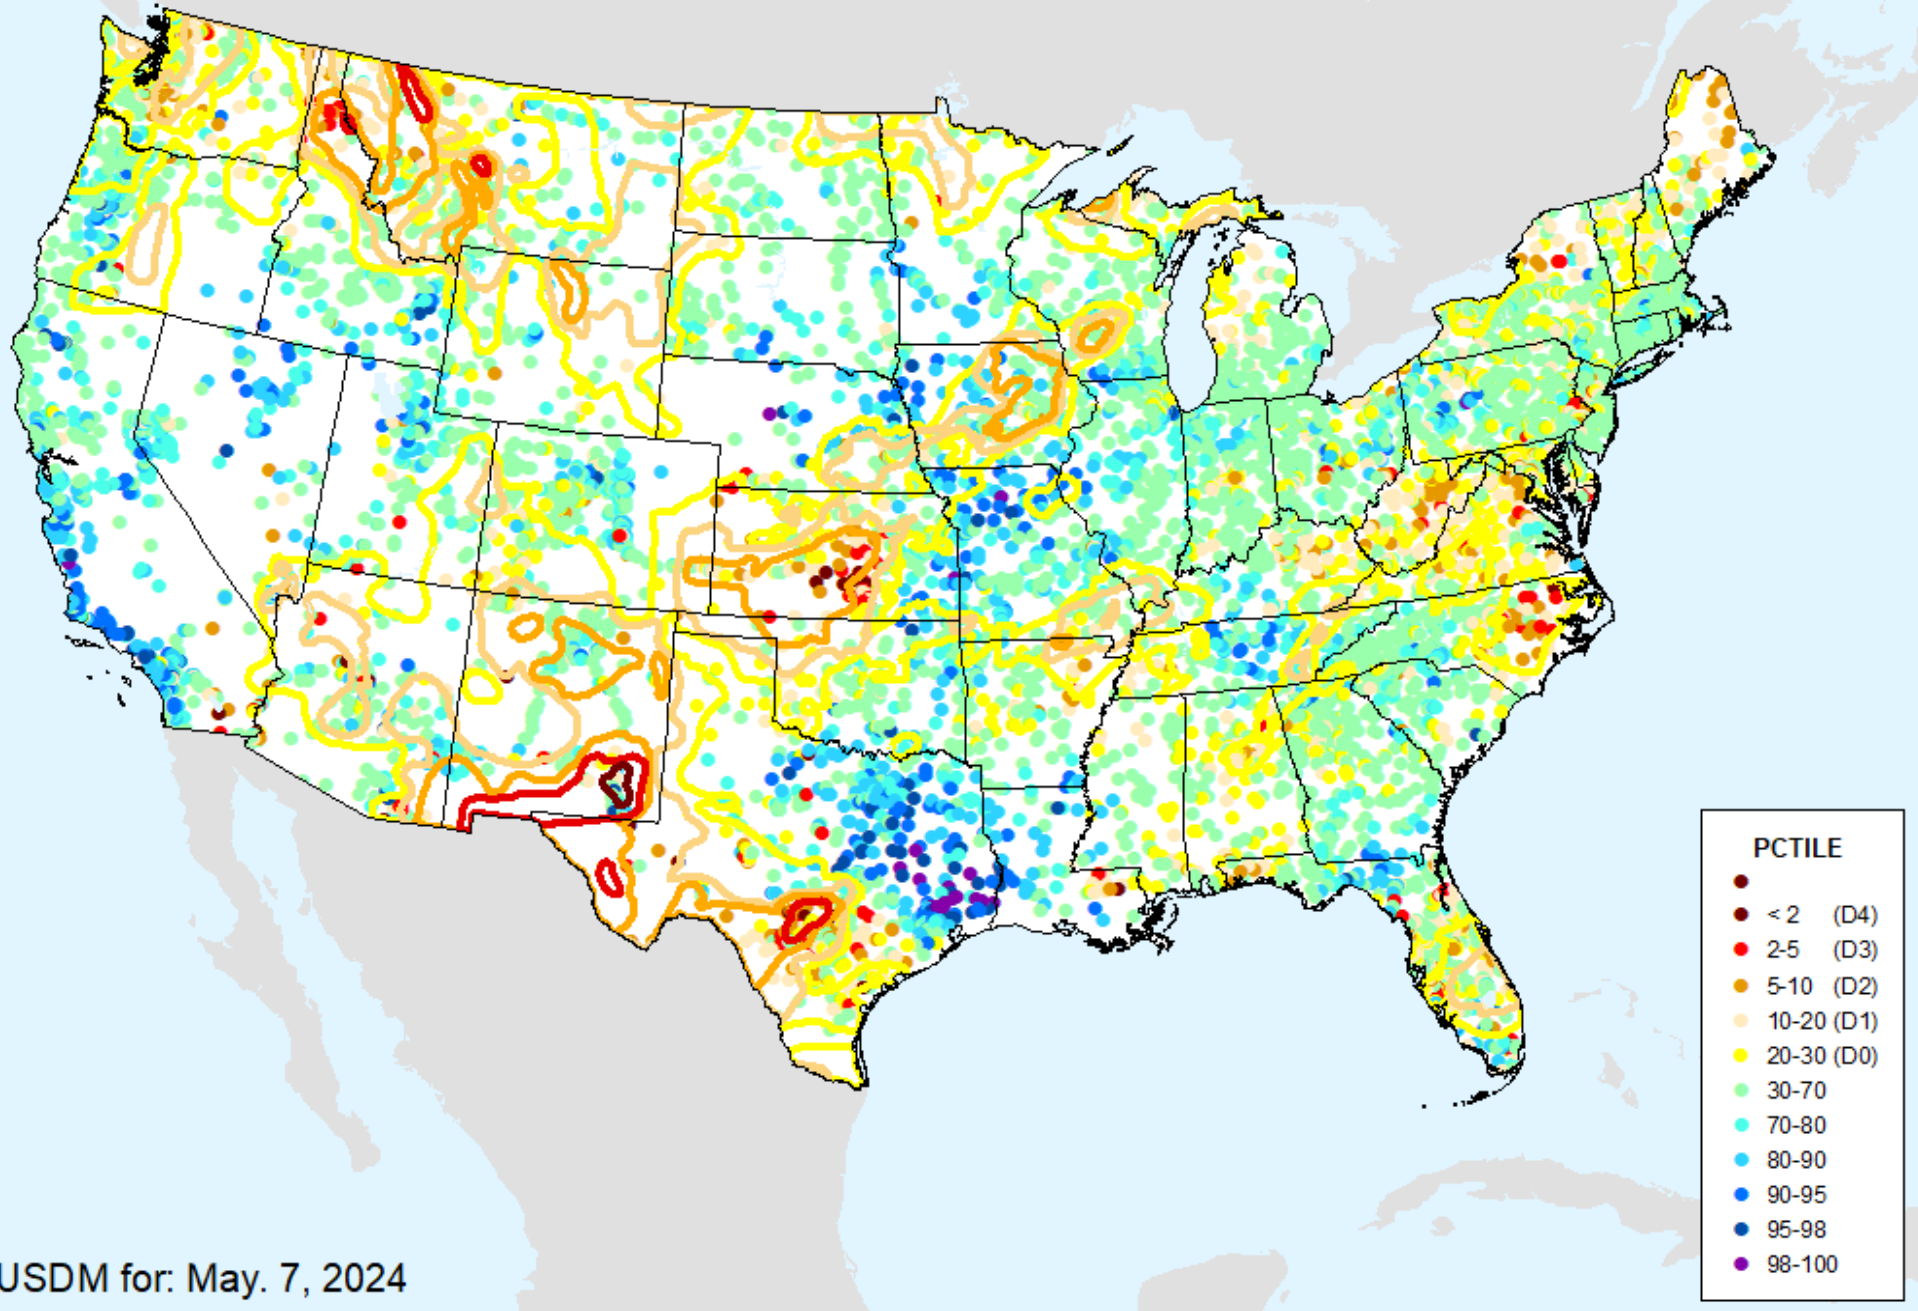 PCTILE
< 2 (D4)
2-5 (D3)
5-10 (D2)
10-20 (D1)
20-30 (D0)
30-70
70-80
80-90
90-95
95-98
98-100
USDM for: May. 7, 2024